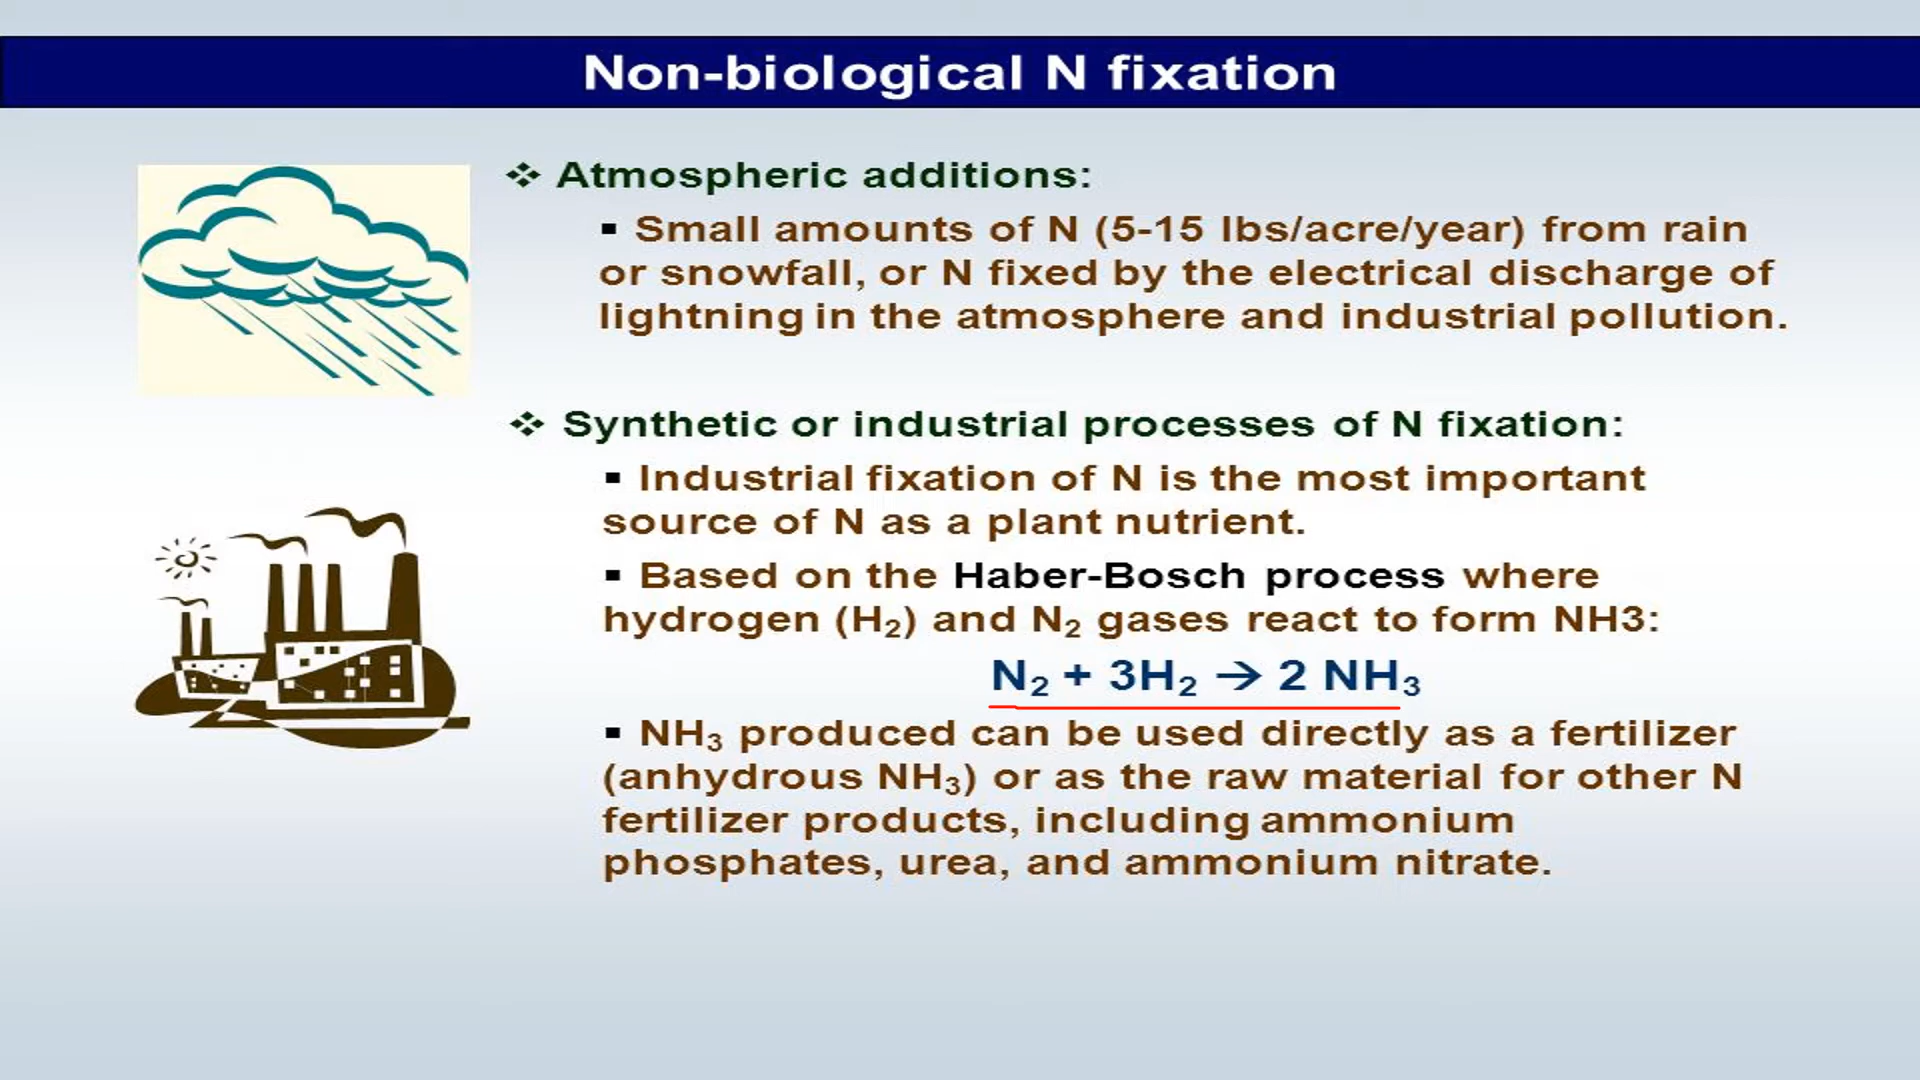 Non-biological N fixation
❖ Atmospheric additions:
▪ Small amounts of N (5-15 lbs/acre/year) from rain
or snowfall, or N fixed by the electrical discharge of
lightning in the atmosphere and industrial pollution.
❖ Synthetic or industrial processes of N fixation:
▪ Industrial fixation of N is the most important
source of N as a plant nutrient.
▪ Based on the Haber-Bosch process where
hydrogen (H₂) and N₂ gases react to form NH3:
N₂ + 3H₂ → 2 NH₃
▪ NH₃ produced can be used directly as a fertilizer
(anhydrous NH₃) or as the raw material for other N
fertilizer products, including ammonium
phosphates, urea, and ammonium nitrate.